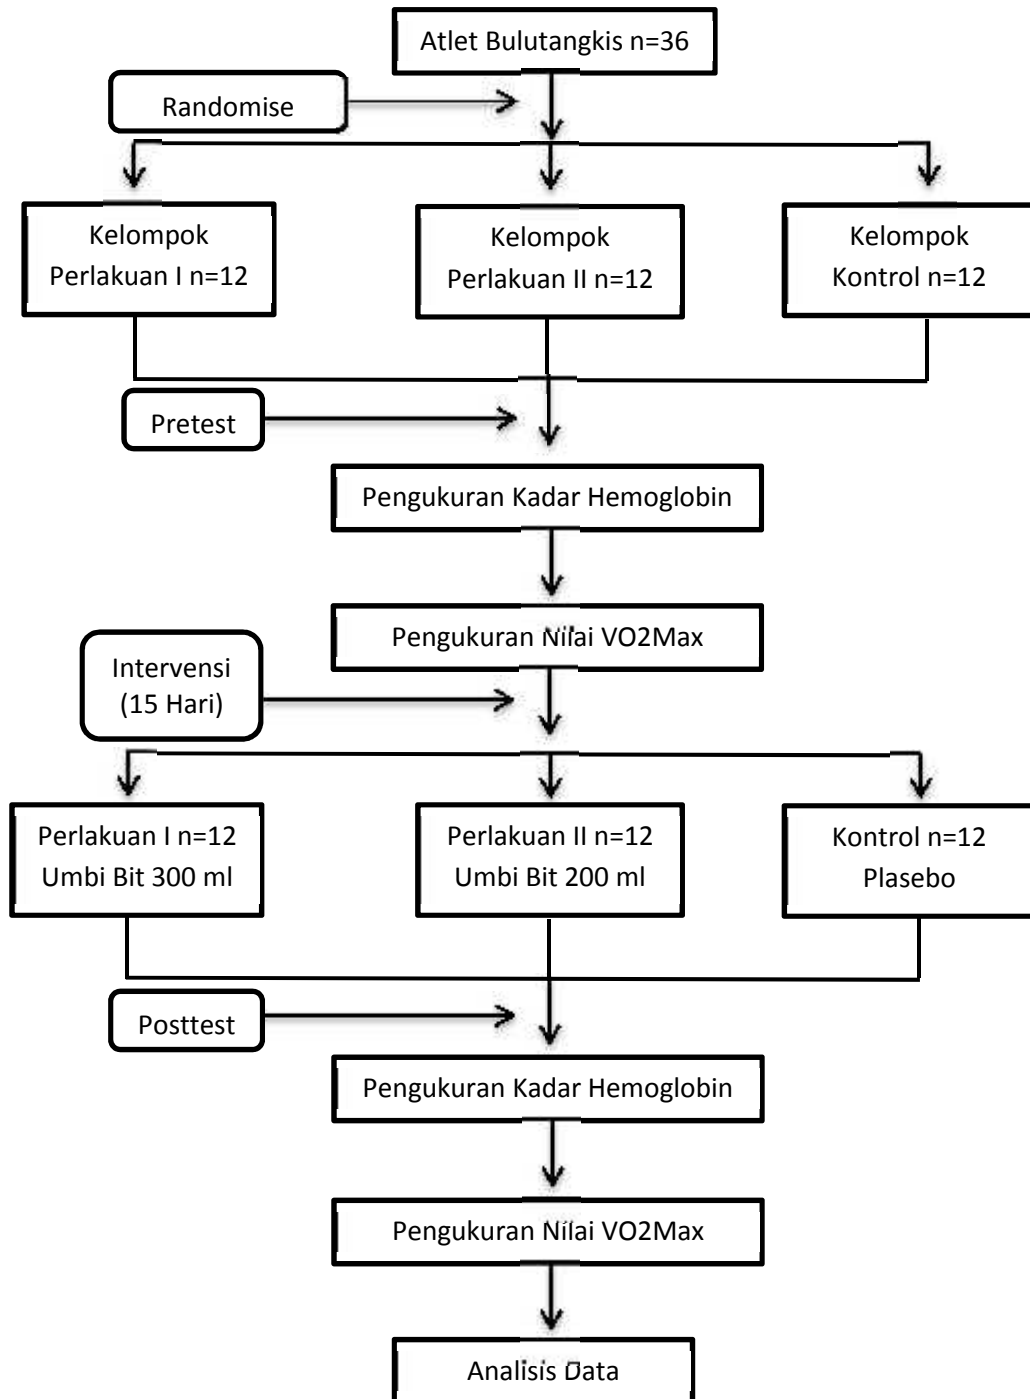 Atlet Bulutangkis n=36
Randomise
Kelompok
Perlakuan I n=12
Kelompok
Perlakuan II n=12
Kelompok
Kontrol n=12
Pretest
Pengukuran Kadar Hemoglobin
Pengukuran Nilai VO2Max
Intervensi
(15 Hari)
Perlakuan I n=12
Umbi Bit 300 ml
Perlakuan II n=12
Umbi Bit 200 ml
Kontrol n=12
Plasebo
Posttest
Pengukuran Kadar Hemoglobin
Pengukuran Nilai VO2Max
Analisis Data